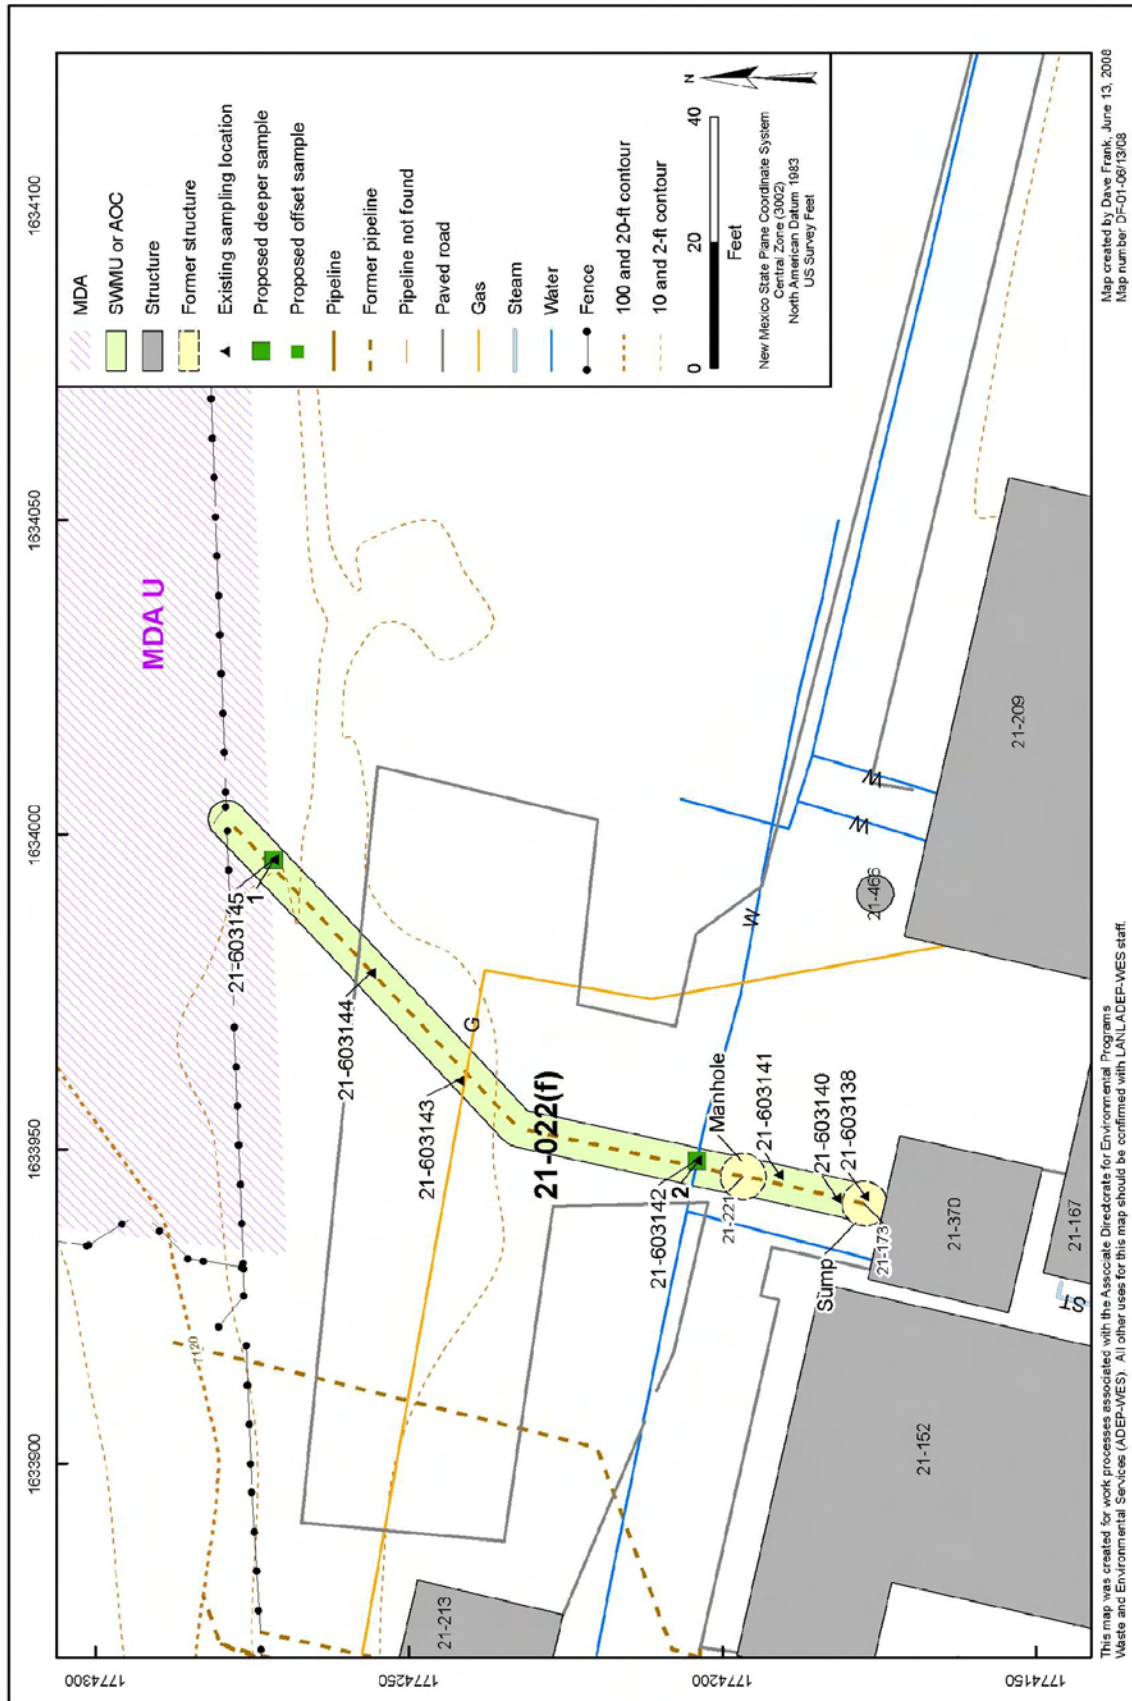 1633900
1633950
1634000
1634050
1634100
1774300
1774250
1774200
1774150
MDA U
7120
21-603145
1
21-603144
21-603143
G
21-022(f)
21-603142
2
Manhole
21-221
21-603141
21-603140
21-603138
Sump
21-173
21-370
21-167
ST
21-152
21-213
W
W
W
21-466
21-209
MDA
SWMU or AOC
Structure
Former structure
Existing sampling location
Proposed deeper sample
Proposed offset sample
Pipeline
Former pipeline
Pipeline not found
Paved road
Gas
Steam
Water
Fence
100 and 20-ft contour
10 and 2-ft contour
0 20 40
Feet
N
New Mexico State Plane Coordinate System
Central Zone (3002)
North American Datum 1983
US Survey Feet
This map was created for work processes associated with the Associate Directorate for Environmental Programs
Waste and Environmental Services (ADEP-WES). All other uses for this map should be confirmed with LANL ADEP-WES staff.
Map created by Dave Frank, June 13, 2008
Map number DF-01-06/13/08